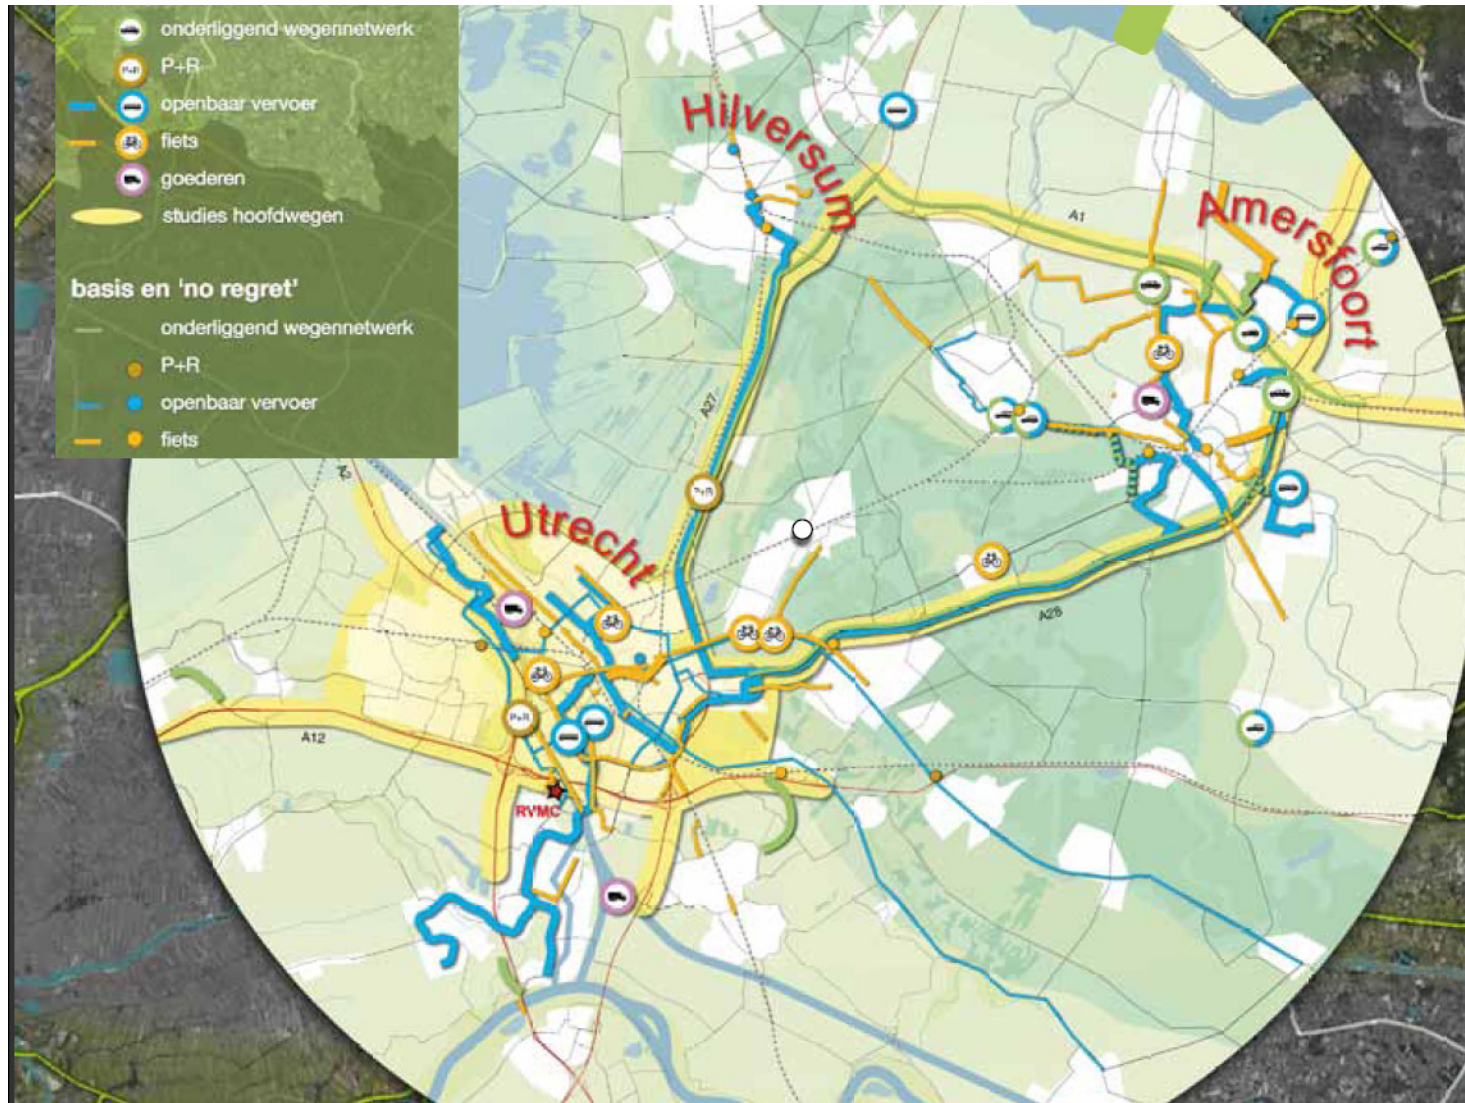 onderliggend wegennetwerk
P+R
openbaar vervoer
fiets
goederen
studies hoofdwegen
basis en 'no regret'
onderliggend wegennetwerk
P+R
openbaar vervoer
fiets
Hilversum
Amersfoort
A1
A27
A2
P+R
Utrecht
A28
P+R
A12
RVMC